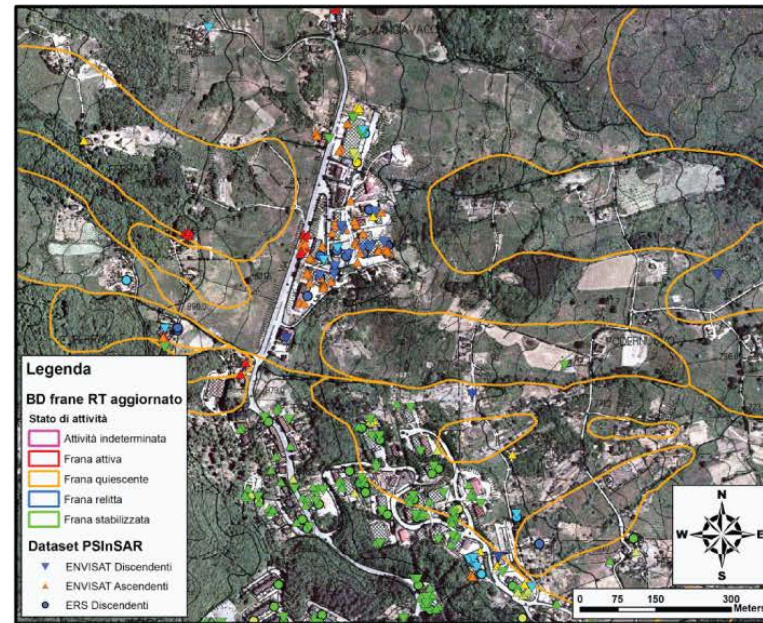 Legenda
BD frane RT aggiornato
Stato di attività
Attività indeterminata
Frana attiva
Frana quiescente
Frana relitta
Frana stabilizzata
Dataset PSInSAR
ENVISAT Discendenti
ENVISAT Ascendenti
ERS Discendenti
N
W E
S
0 75 150 300
Meters